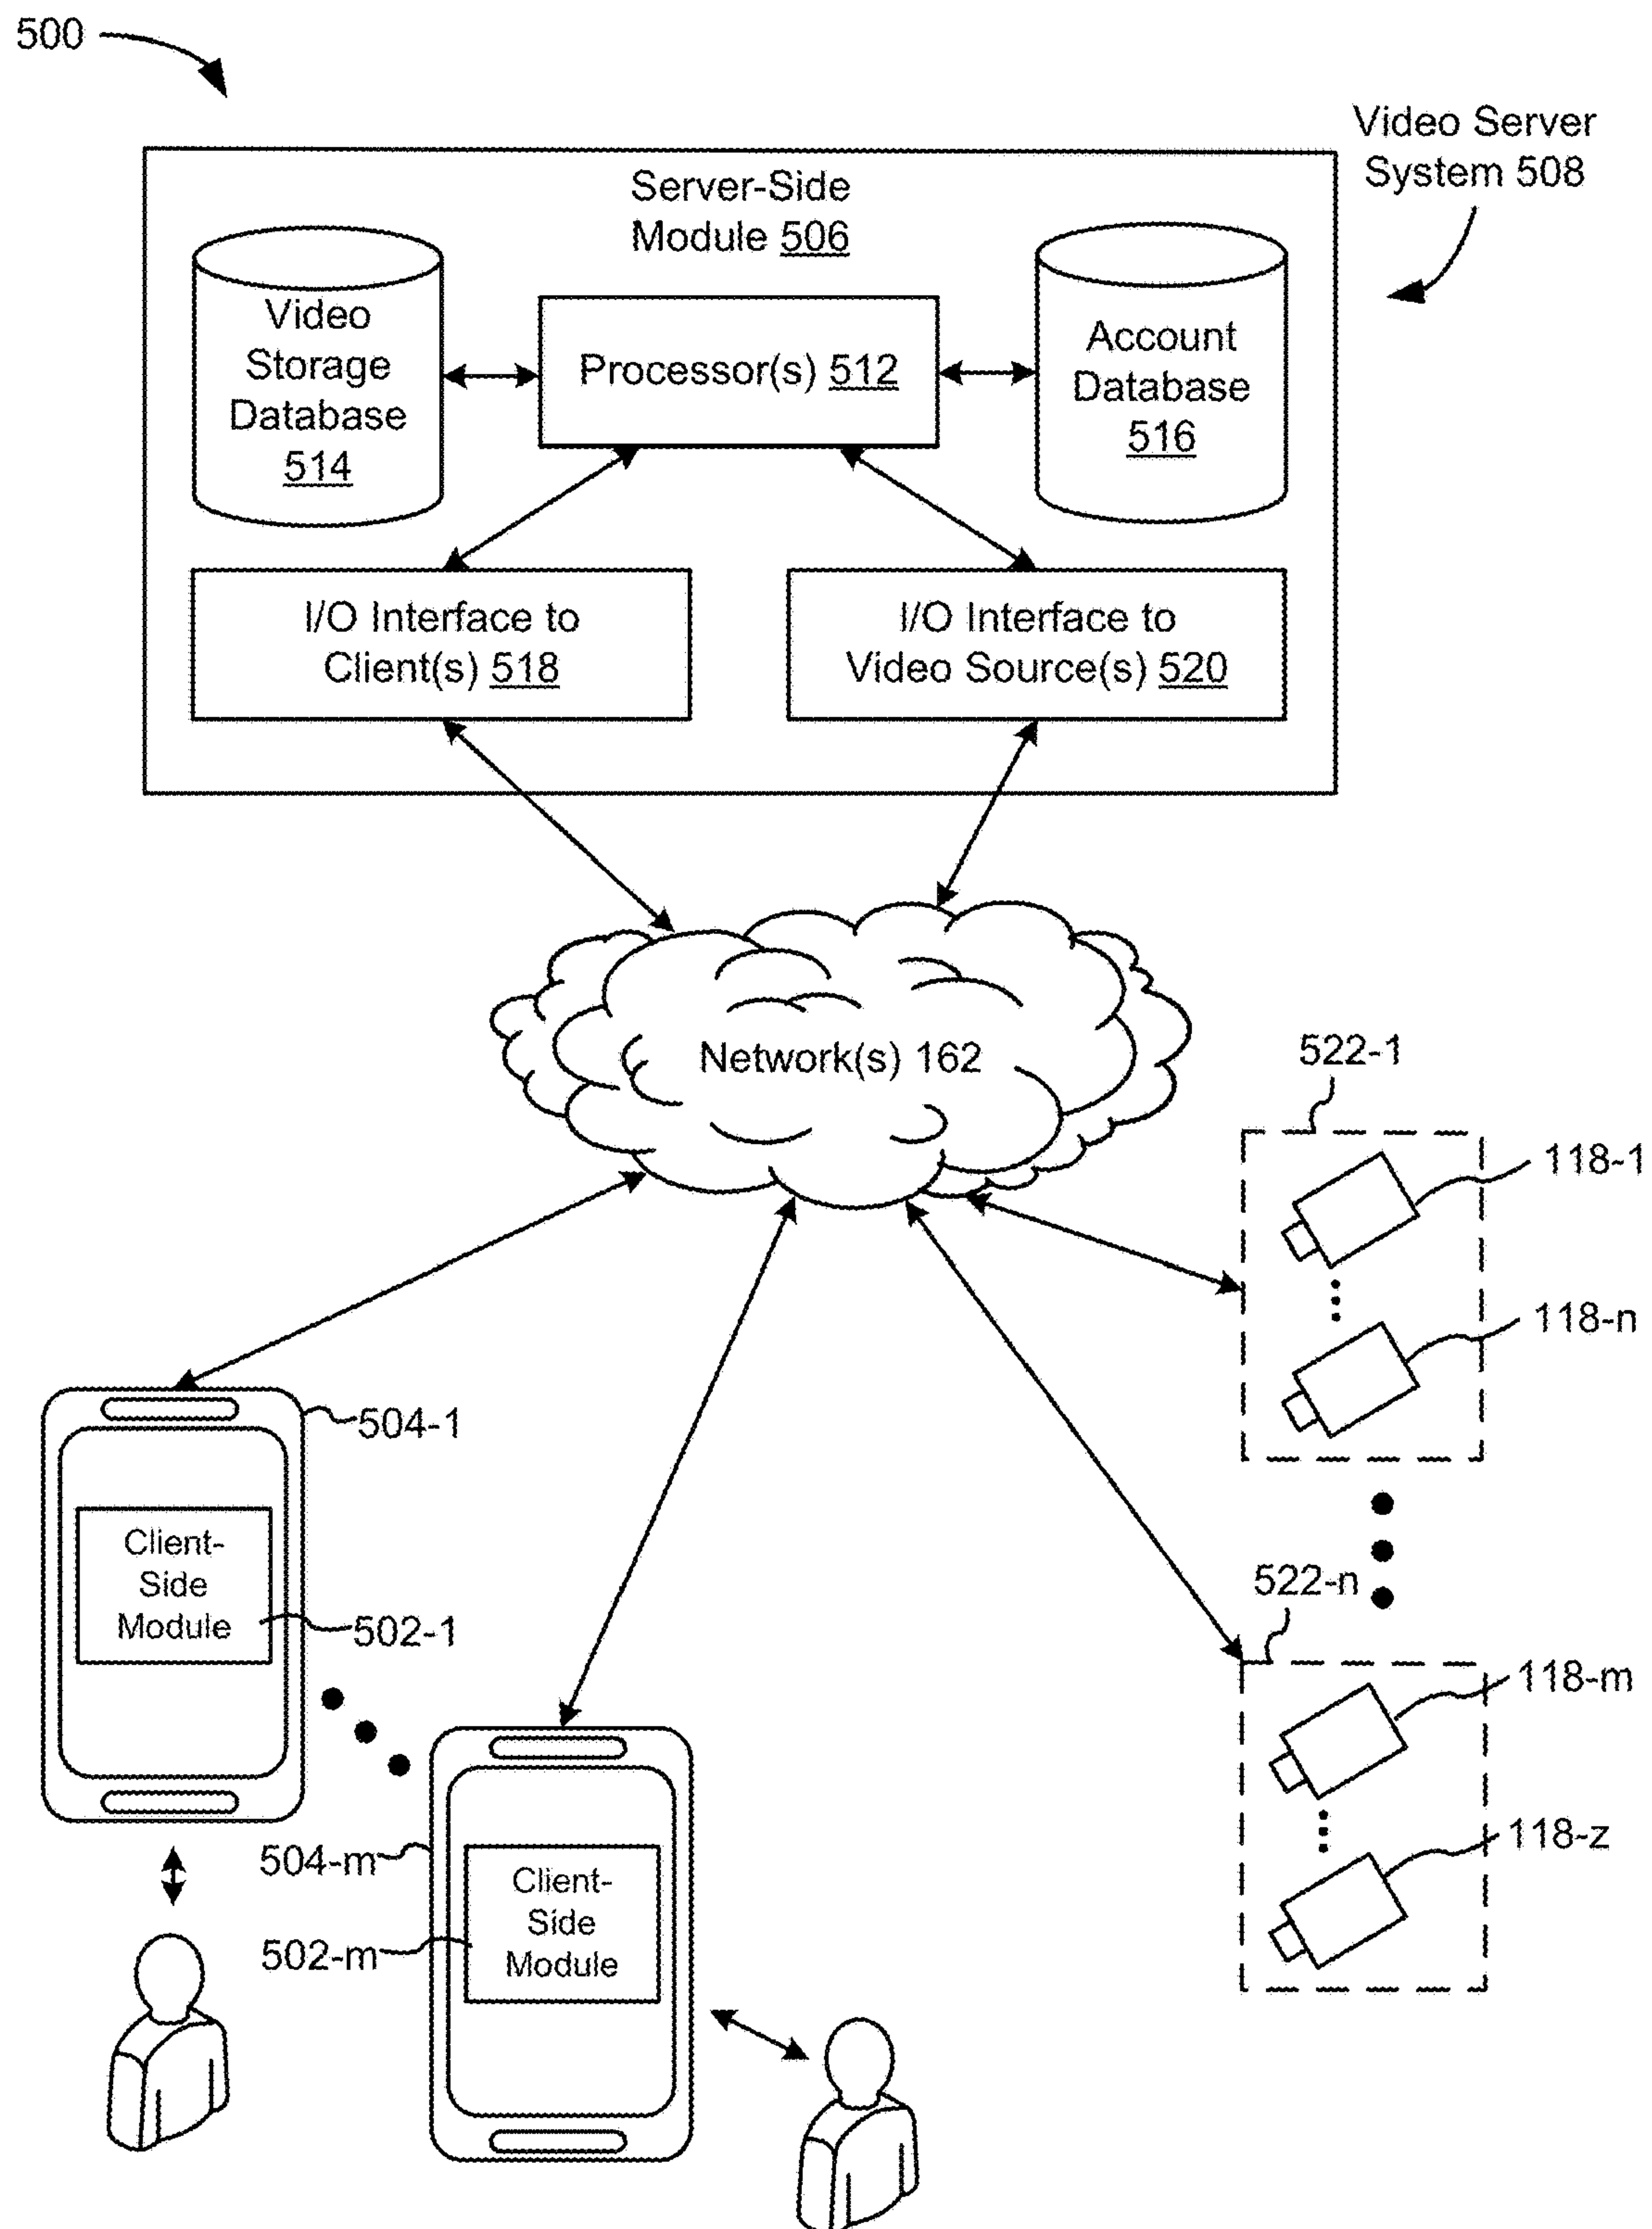 500
Video Server
System 508
Server-Side
Module 506
Video
Storage
Database
514
Processor(s) 512
Account
Database
516
I/O Interface to
Client(s) 518
I/O Interface to
Video Source(s) 520
Network(s) 162
522-1
118-1
118-n
504-1
Client-
Side
Module
502-1
522-n
118-m
118-z
504-m
Client-
Side
Module
502-m